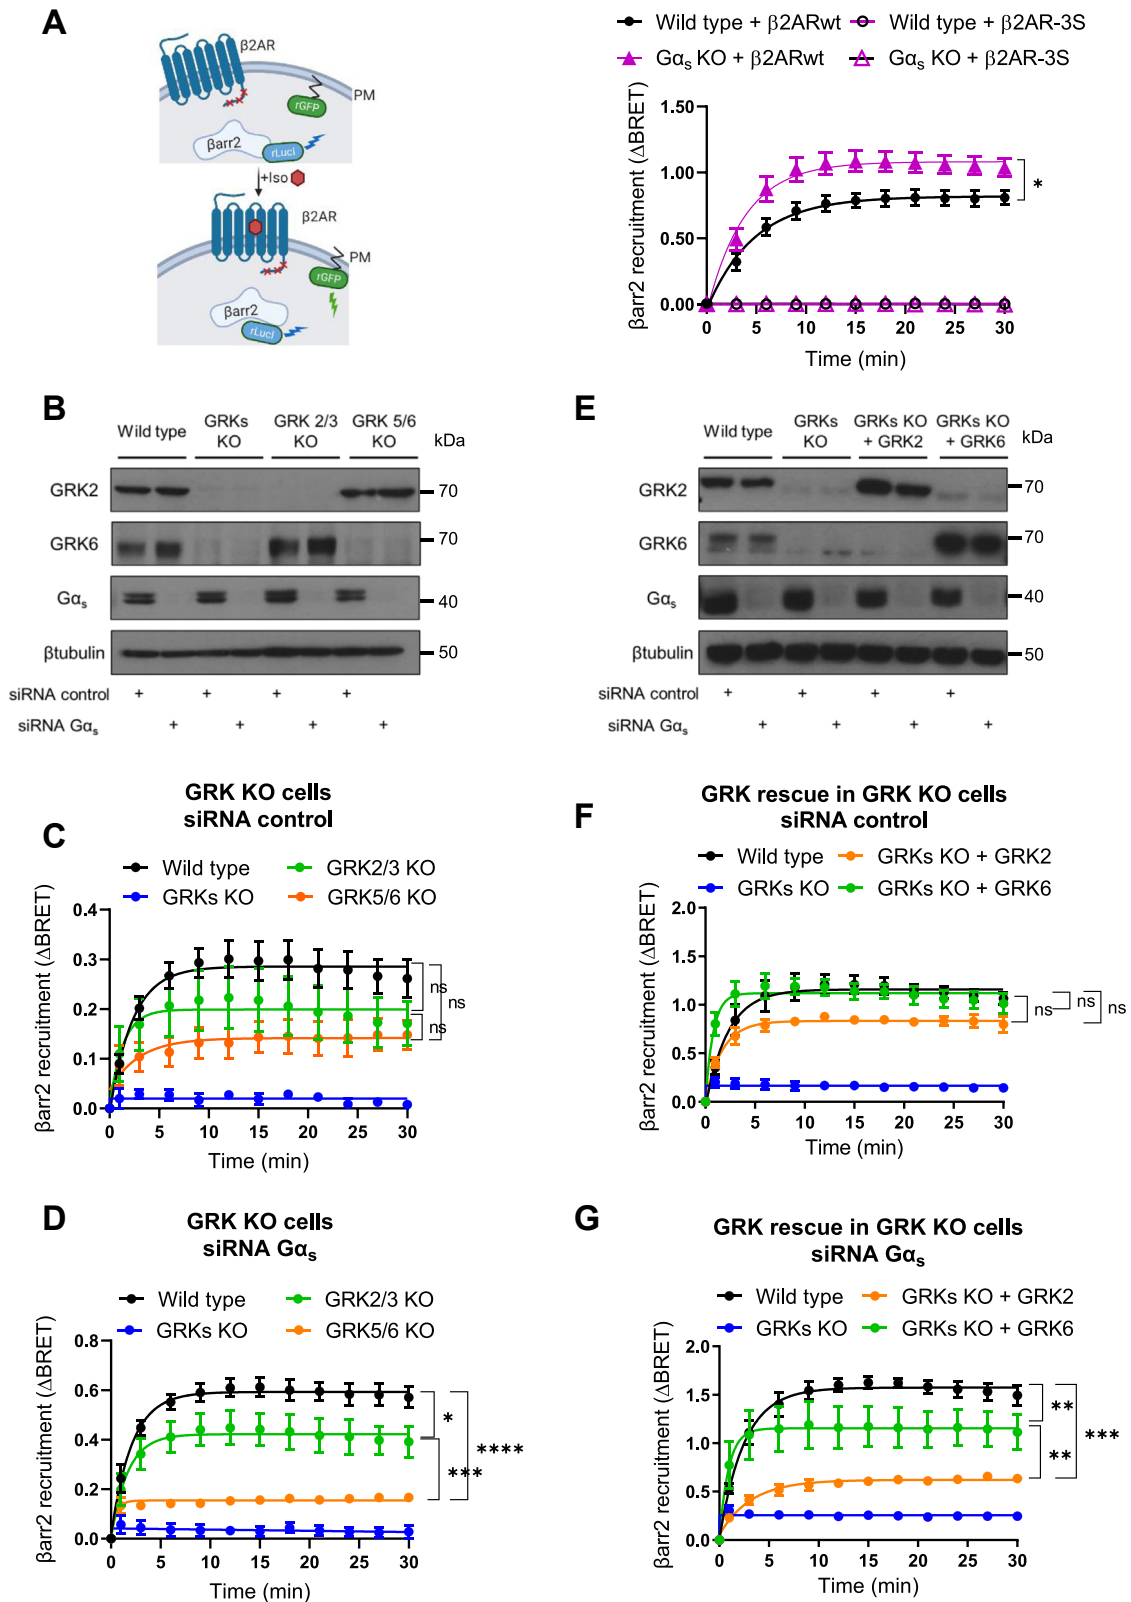 A
β2AR
PM
rGFP
βarr2
rLucI
+Iso
β2AR
PM
rGFP
βarr2
rLucI
Wild type + β2ARwt
Wild type + β2AR-3S
Gαs KO + β2ARwt
Gαs KO + β2AR-3S
βarr2 recruitment (ΔBRET)
1.50
1.00
0.50
0.00
*
0 5 10 15 20 25 30
Time (min)
B
Wild type
GRKs KO
GRK 2/3 KO
GRK 5/6 KO
kDa
GRK2
70
GRK6
70
Gαs
40
βtubulin
50
siRNA control + + + +
siRNA Gαs + + + +
E
Wild type
GRKs KO
GRKs KO + GRK2
GRKs KO + GRK6
kDa
GRK2
70
GRK6
70
Gαs
40
βtubulin
50
siRNA control + + + +
siRNA Gαs + + + +
C
GRK KO cells
siRNA control
Wild type
GRK2/3 KO
GRKs KO
GRK5/6 KO
βarr2 recruitment (ΔBRET)
0.4
0.3
0.2
0.1
0.0
ns
ns
ns
0 5 10 15 20 25 30
Time (min)
F
GRK rescue in GRK KO cells
siRNA control
Wild type
GRKs KO + GRK2
GRKs KO
GRKs KO + GRK6
βarr2 recruitment (ΔBRET)
2.0
1.5
1.0
0.5
0.0
ns
ns
ns
0 5 10 15 20 25 30
Time (min)
D
GRK KO cells
siRNA Gαs
Wild type
GRK2/3 KO
GRKs KO
GRK5/6 KO
βarr2 recruitment (ΔBRET)
0.8
0.6
0.4
0.2
0.0
*
***
****
0 5 10 15 20 25 30
Time (min)
G
GRK rescue in GRK KO cells
siRNA Gαs
Wild type
GRKs KO + GRK2
GRKs KO
GRKs KO + GRK6
βarr2 recruitment (ΔBRET)
2.0
1.5
1.0
0.5
0.0
**
**
***
0 5 10 15 20 25 30
Time (min)